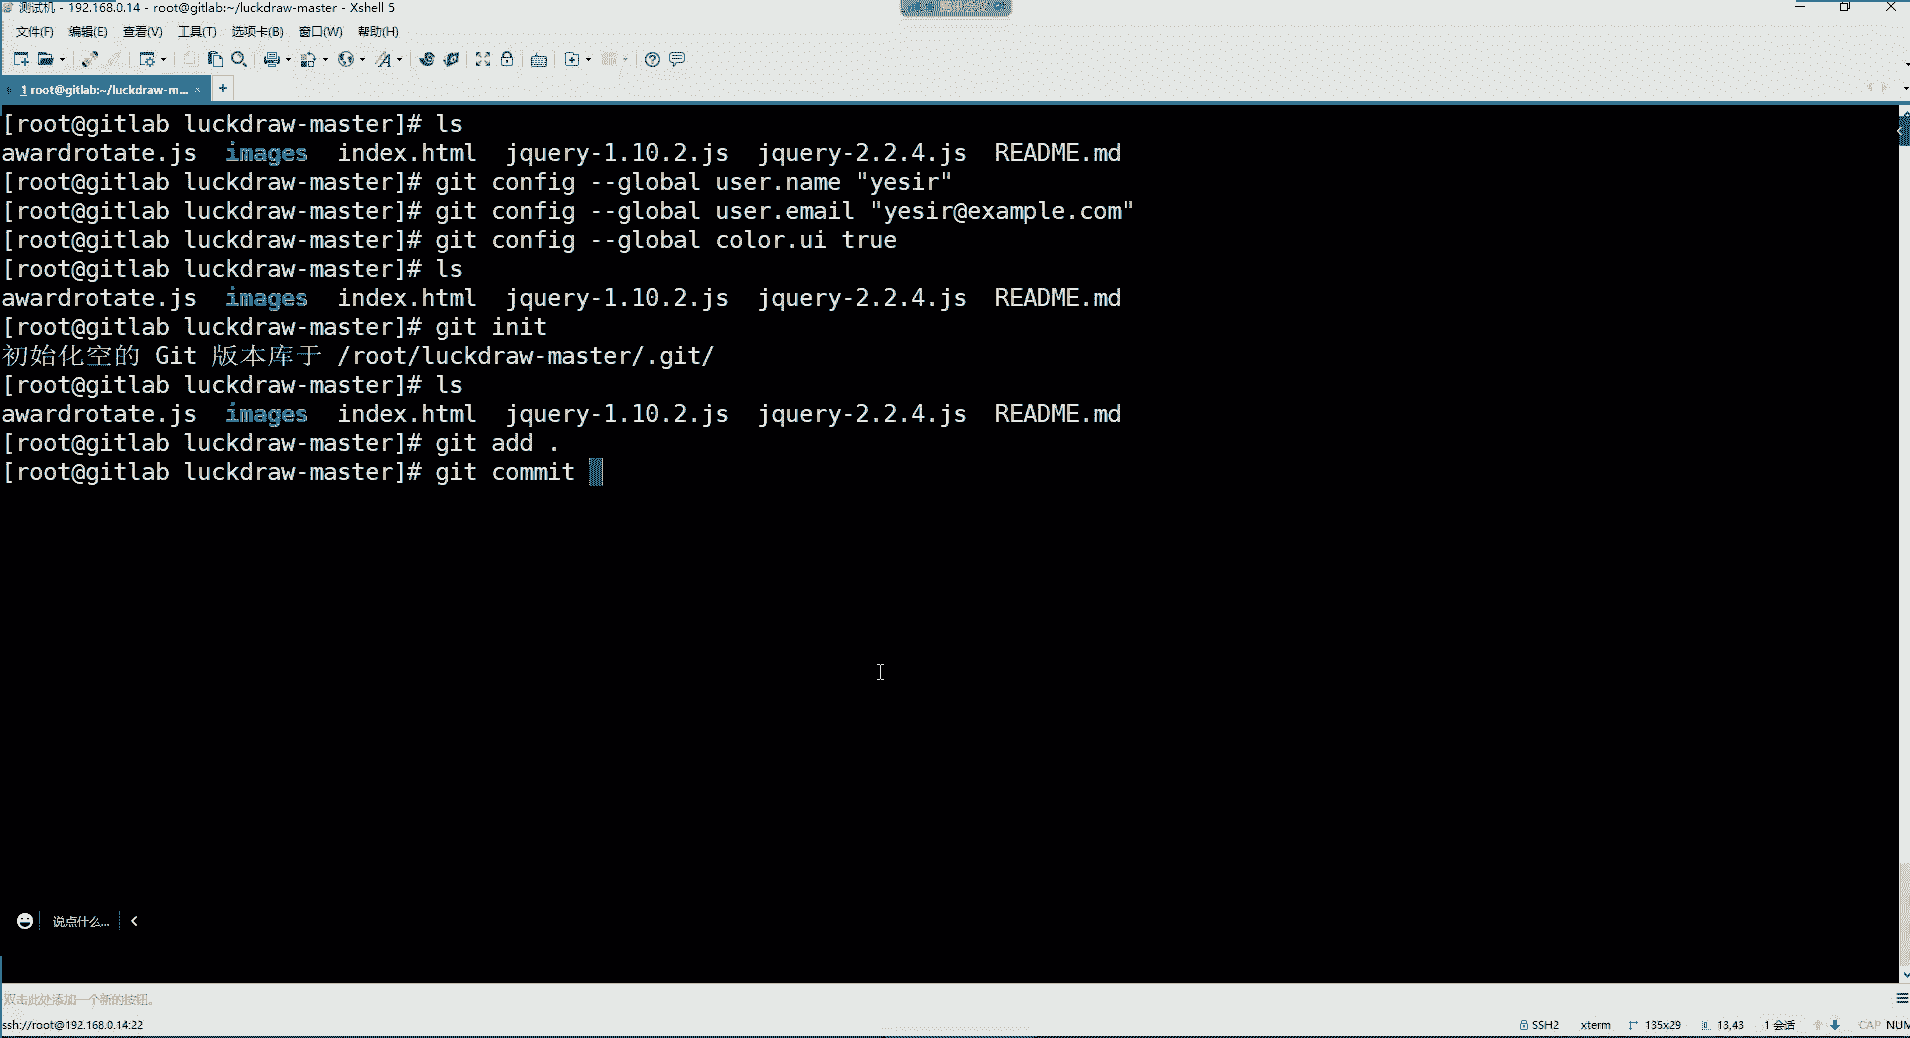 测试机 - 192.168.0.14 - root@gitlab:~/luckdraw-master - Xshell 5
文件(F) 编辑(E) 查看(V) 工具(T) 选项卡(B) 窗口(W) 帮助(H)
1 root@gitlab:~/luckdraw-m... × +
[root@gitlab luckdraw-master]# ls
awardrotate.js images index.html jquery-1.10.2.js jquery-2.2.4.js README.md
[root@gitlab luckdraw-master]# git config --global user.name "yesir"
[root@gitlab luckdraw-master]# git config --global user.email "yesir@example.com"
[root@gitlab luckdraw-master]# git config --global color.ui true
[root@gitlab luckdraw-master]# ls
awardrotate.js images index.html jquery-1.10.2.js jquery-2.2.4.js README.md
[root@gitlab luckdraw-master]# git init
初始化空的 Git 版本库于 /root/luckdraw-master/.git/
[root@gitlab luckdraw-master]# ls
awardrotate.js images index.html jquery-1.10.2.js jquery-2.2.4.js README.md
[root@gitlab luckdraw-master]# git add .
[root@gitlab luckdraw-master]# git commit
说点什么...
双击此处添加一个新的按钮。
ssh://root@192.168.0.14:22 SSH2 xterm 135x29 13,43 1 会话 CAP NUM